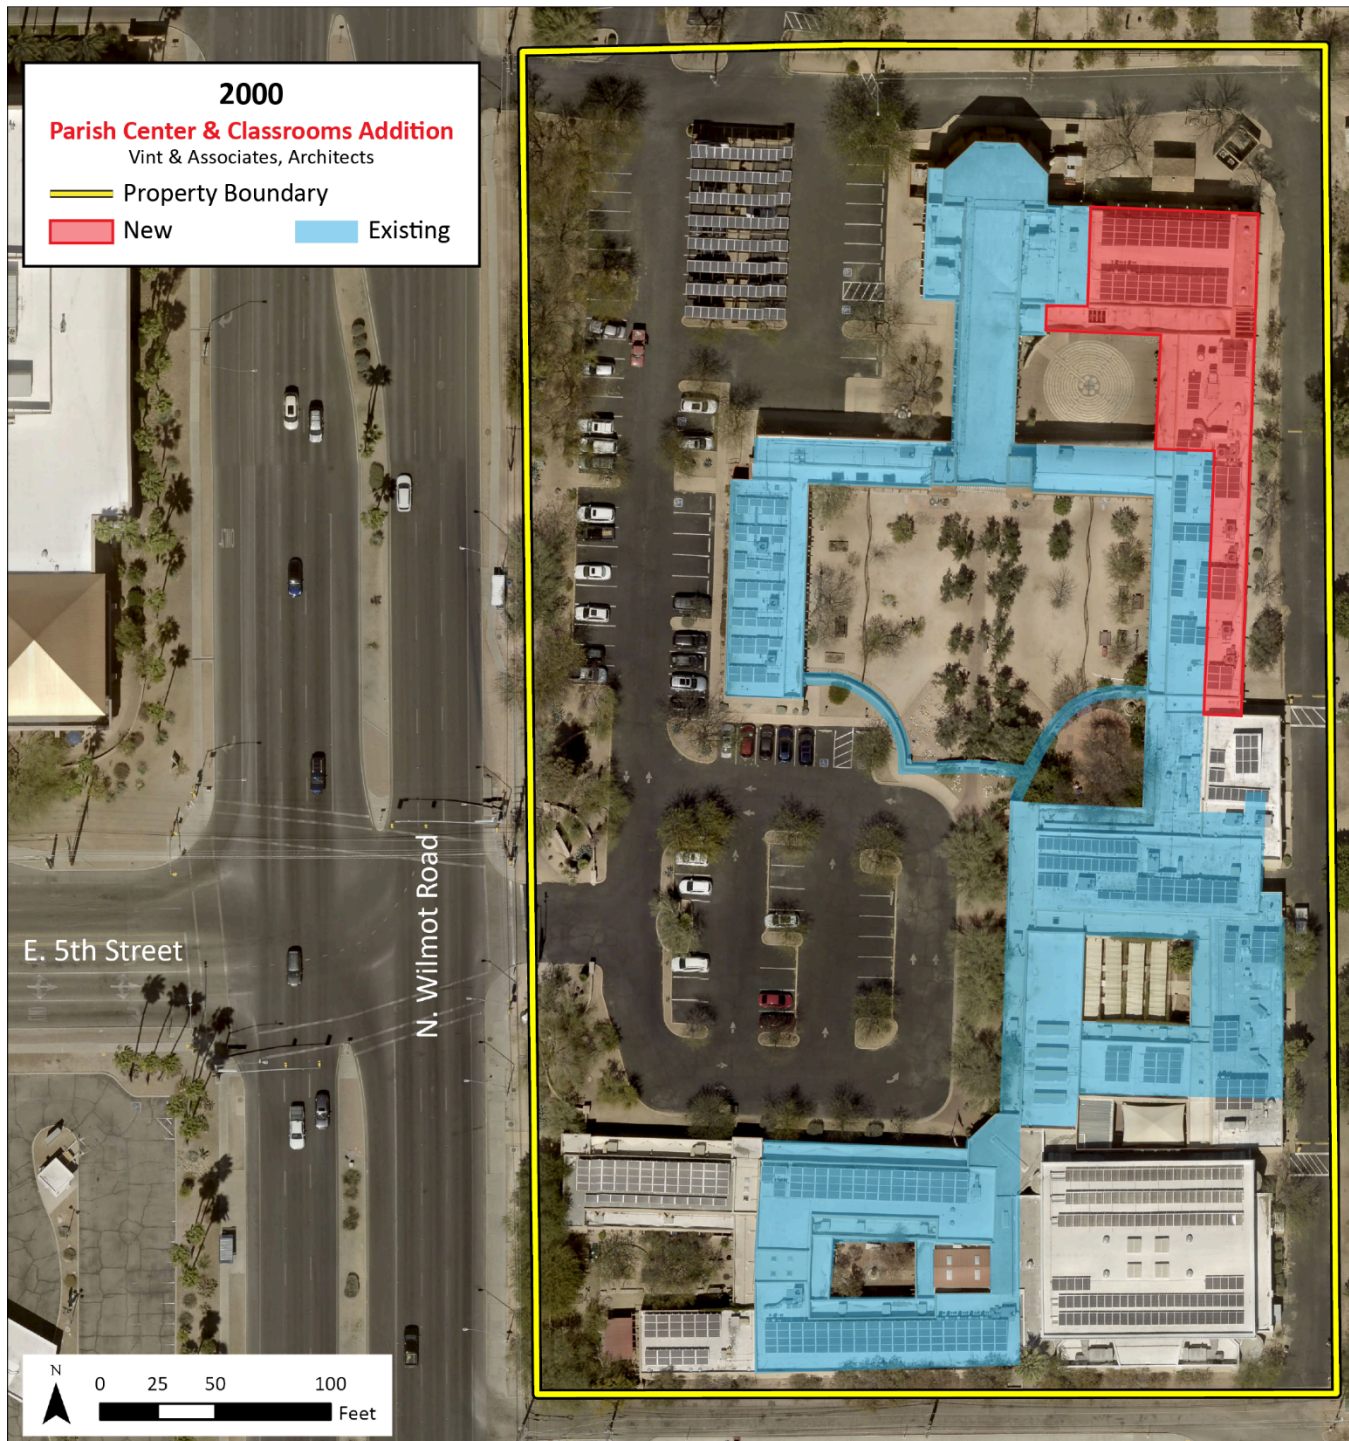 2000
Parish Center & Classrooms Addition
Vint & Associates, Architects
Property Boundary
New Existing
E. 5th Street
N. Wilmot Road
N
0 25 50 100
Feet